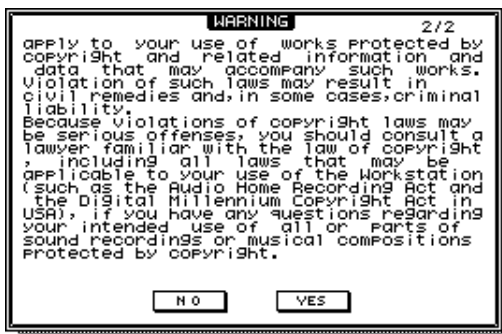 WARNING
2/2
apply to your use of works protected by
copyright and related information and
data that may accompany such works.
Violation of such laws may result in
civil remedies and,in some cases,criminal
liability.
Because violations of copyright laws may
be serious offenses, you should consult a
lawyer familiar with the law of copyright
, including all laws that may be
applicable to your use of the Workstation
(such as the Audio Home Recording Act and
the Digital Millennium Copyright Act in
USA), if you have any questions regarding
your intended use of all or parts of
sound recordings or musical compositions
protected by copyright.
NO
YES